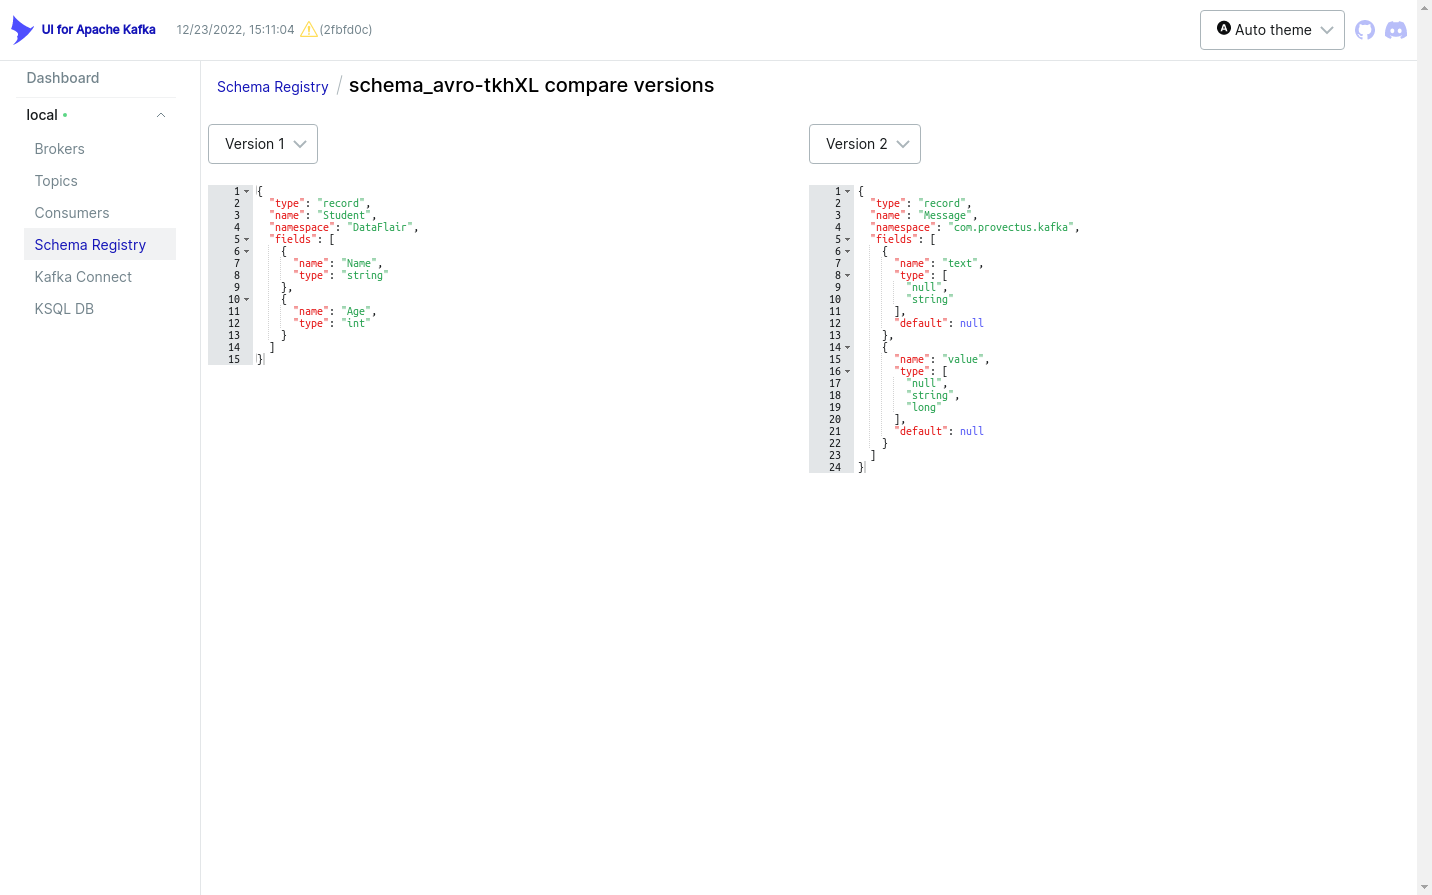 UI for Apache Kafka 12/23/2022, 15:11:04 (2fbfd0c) A Auto theme
Dashboard
local
Brokers
Topics
Consumers
Schema Registry
Kafka Connect
KSQL DB
Schema Registry / schema_avro-tkhXL compare versions
Version 1
1 {
2 "type": "record",
3 "name": "Student",
4 "namespace": "DataFlair",
5 "fields": [
6 {
7 "name": "Name",
8 "type": "string"
9 },
10 {
11 "name": "Age",
12 "type": "int"
13 }
14 ]
15 }
Version 2
1 {
2 "type": "record",
3 "name": "Message",
4 "namespace": "com.provectus.kafka",
5 "fields": [
6 {
7 "name": "text",
8 "type": [
9 "null",
10 "string"
11 ],
12 "default": null
13 },
14 {
15 "name": "value",
16 "type": [
17 "null",
18 "string",
19 "long"
20 ],
21 "default": null
22 }
23 ]
24 }